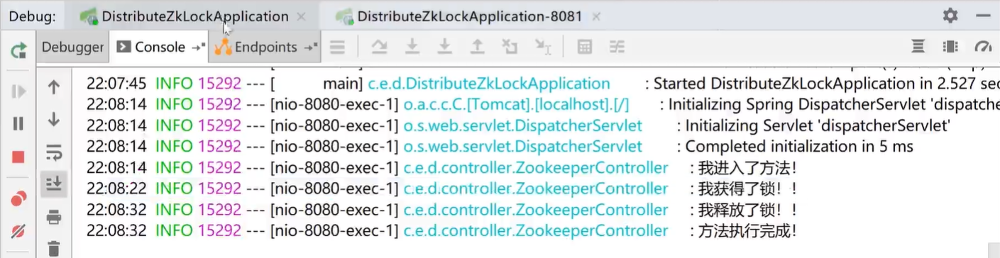 Debug: DistributeZkLockApplication × DistributeZkLockApplication-8081 ×
Debugger Console Endpoints
22:07:45 INFO 15292 --- [ main] c.e.d.DistributeZkLockApplication : Started DistributeZkLockApplication in 2.527 sec
22:08:14 INFO 15292 --- [nio-8080-exec-1] o.a.c.c.C.[Tomcat].[localhost].[/] : Initializing Spring DispatcherServlet 'dispatche
22:08:14 INFO 15292 --- [nio-8080-exec-1] o.s.web.servlet.DispatcherServlet : Initializing Servlet 'dispatcherServlet'
22:08:14 INFO 15292 --- [nio-8080-exec-1] o.s.web.servlet.DispatcherServlet : Completed initialization in 5 ms
22:08:14 INFO 15292 --- [nio-8080-exec-1] c.e.d.controller.ZookeeperController : 我进入了方法！
22:08:22 INFO 15292 --- [nio-8080-exec-1] c.e.d.controller.ZookeeperController : 我获得了锁！！
22:08:32 INFO 15292 --- [nio-8080-exec-1] c.e.d.controller.ZookeeperController : 我释放了锁！！
22:08:32 INFO 15292 --- [nio-8080-exec-1] c.e.d.controller.ZookeeperController : 方法执行完成！